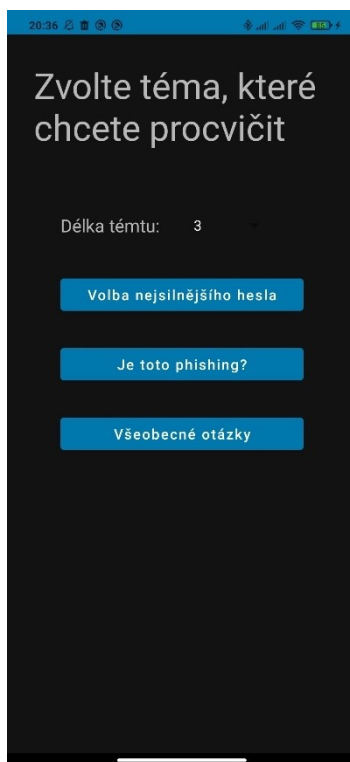 20:36
Zvolte téma, které
chcete procvičit
Délka témtu: 3
Volba nejsilnějšího hesla
Je toto phishing?
Všeobecné otázky